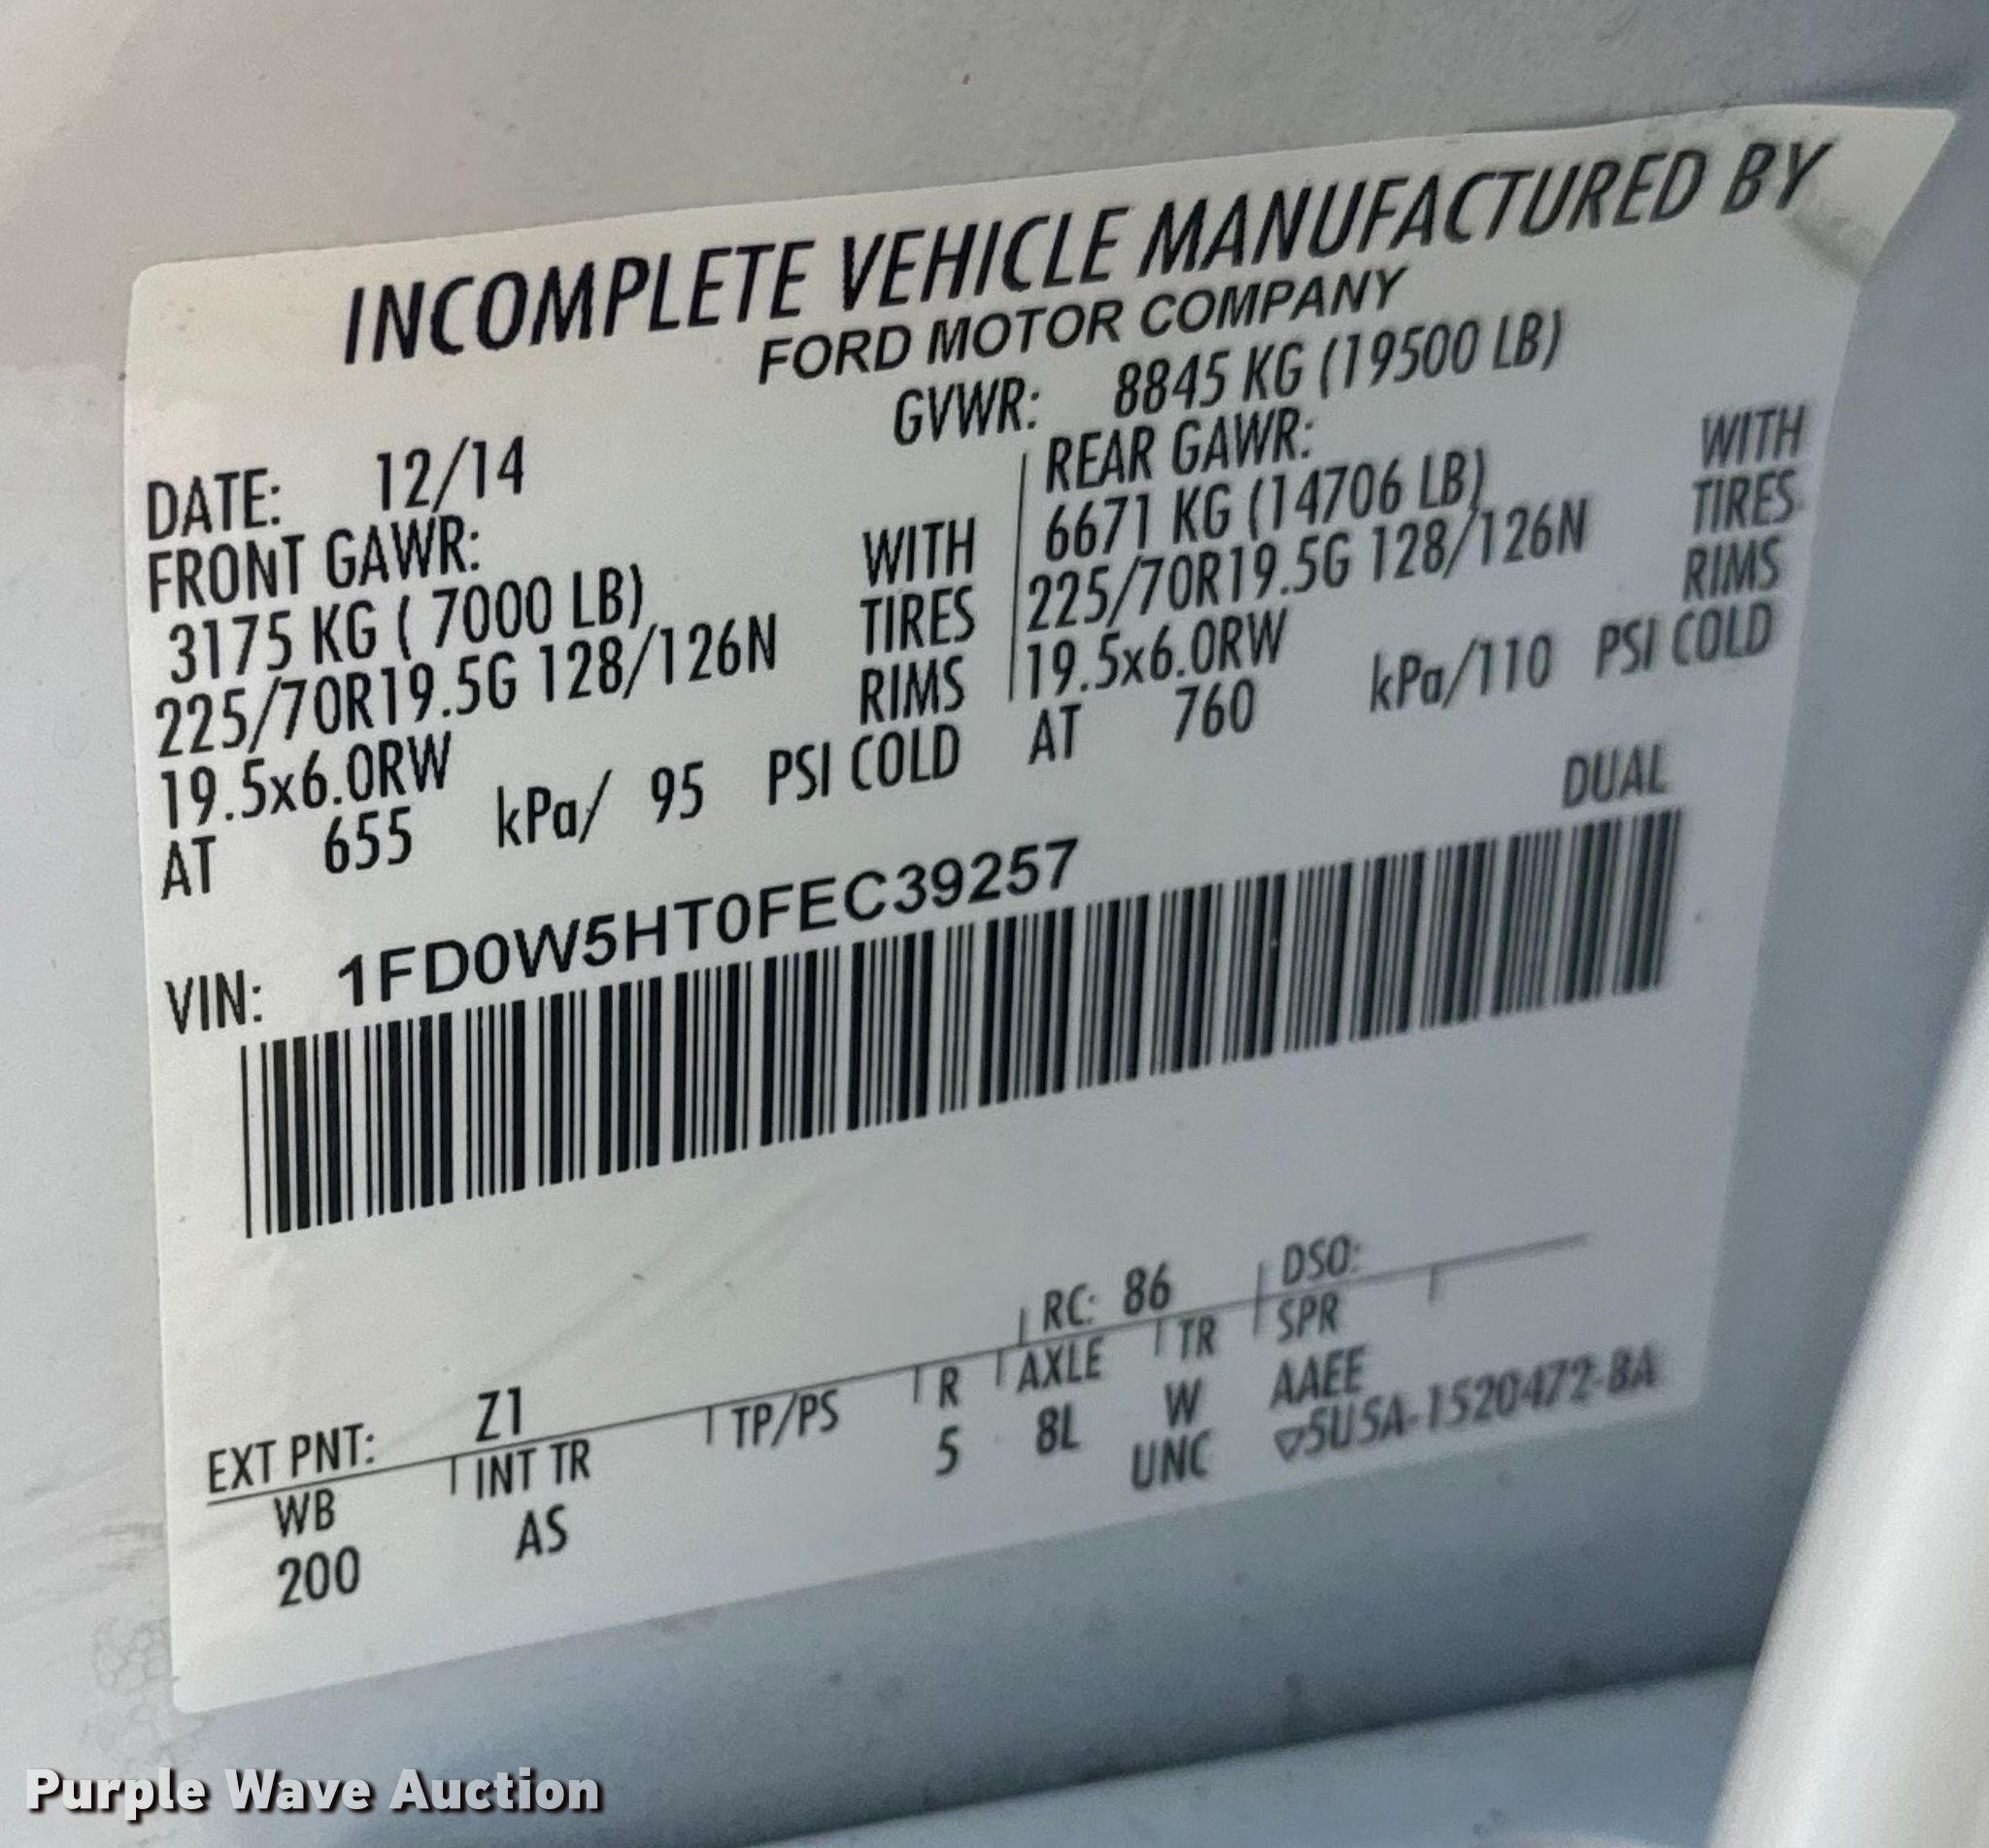 INCOMPLETE VEHICLE MANUFACTURED BY
FORD MOTOR COMPANY
GVWR: 8845 KG (19500 LB)
DATE: 12/14
FRONT GAWR:
3175 KG ( 7000 LB) WITH
225/70R19.5G 128/126N TIRES
19.5x6.0RW RIMS
AT 655 kPa/ 95 PSI COLD
REAR GAWR:
6671 KG (14706 LB) WITH
225/70R19.5G 128/126N TIRES
19.5x6.0RW RIMS
AT 760 kPa/110 PSI COLD
DUAL
VIN: 1FD0W5HT0FEC39257
EXT PNT: Z1 RC: 86 DSO:
WB INT TR TP/PS R AXLE TR SPR
200 AS 5 8L W AAEE
UNC ▽5U5A-1520472-BA
Purple Wave Auction